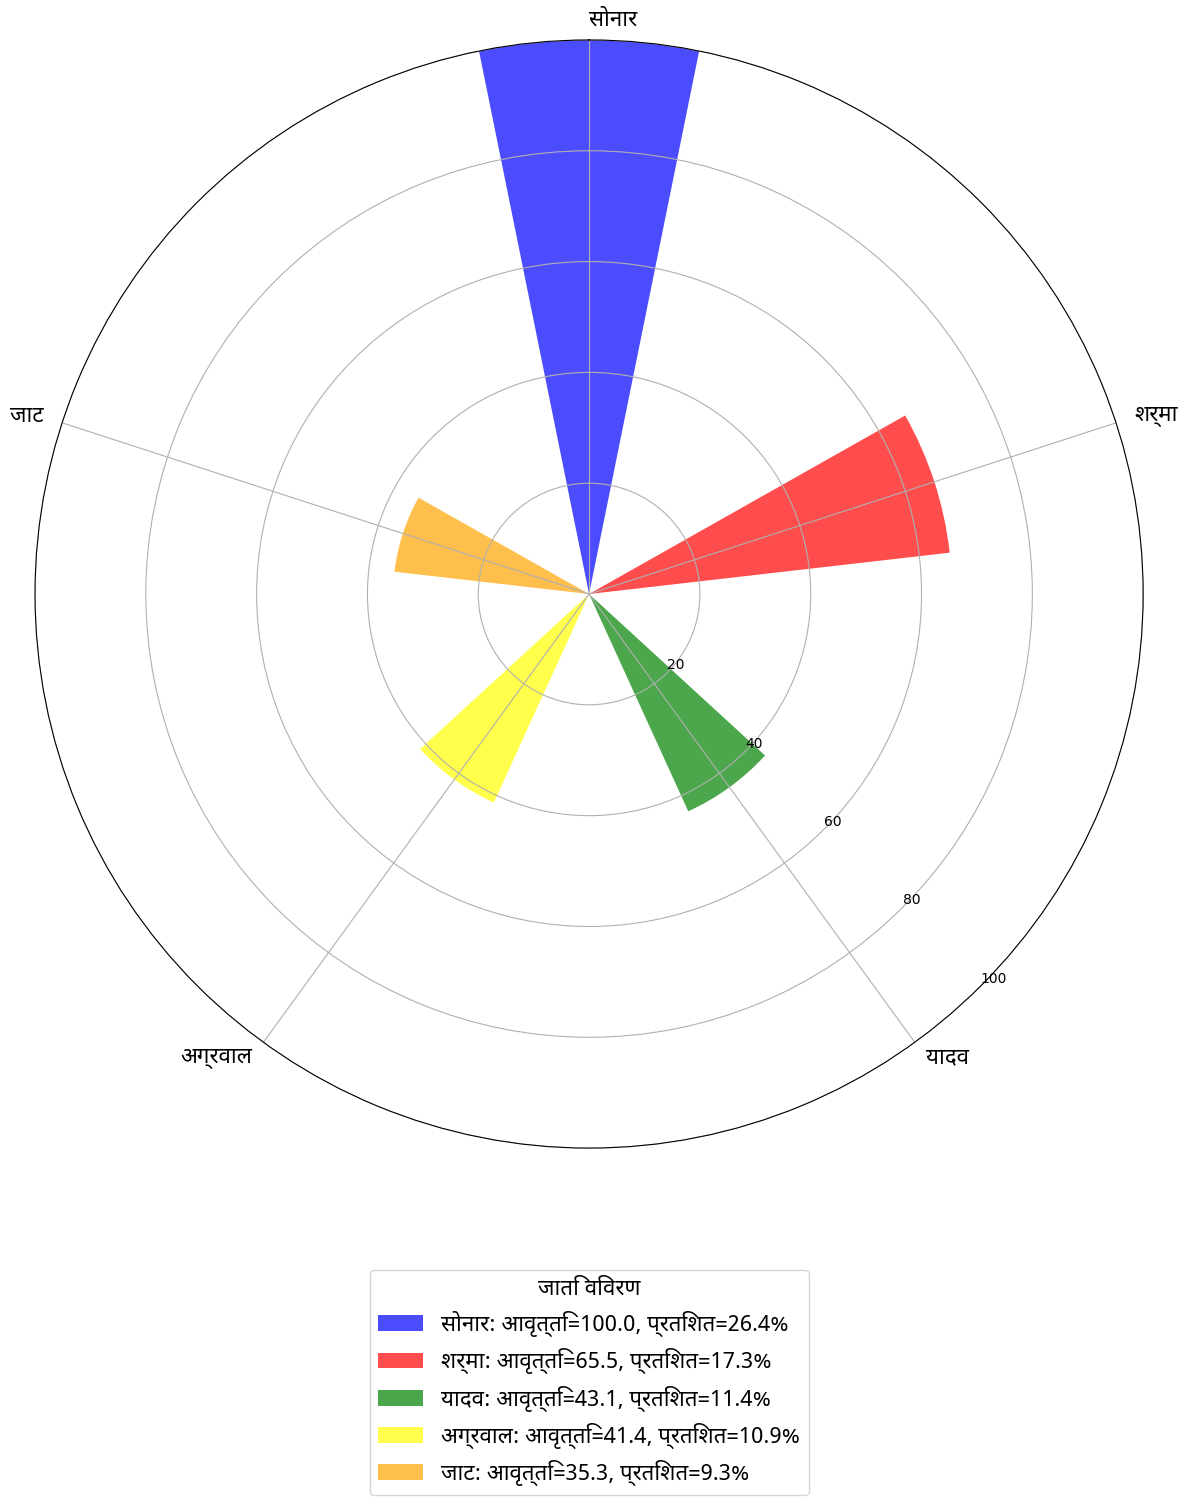 सोनार
शर्मा
जाट
20
40
60
80
100
अग्रवाल
यादव
जाति विवरण
सोनार: आवृत्ति=100.0, प्रतिशत=26.4%
शर्मा: आवृत्ति=65.5, प्रतिशत=17.3%
यादव: आवृत्ति=43.1, प्रतिशत=11.4%
अग्रवाल: आवृत्ति=41.4, प्रतिशत=10.9%
जाट: आवृत्ति=35.3, प्रतिशत=9.3%